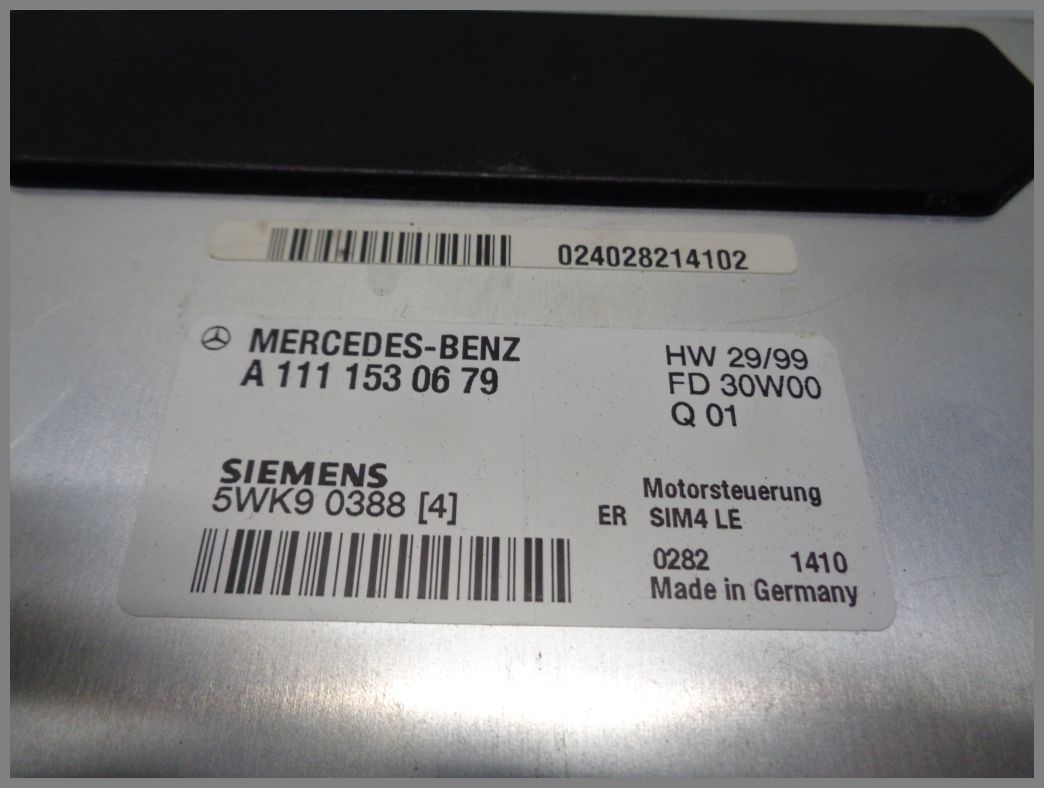 024028214102
MERCEDES-BENZ
A 111 153 06 79
HW 29/99
FD 30W00
Q 01
SIEMENS
5WK9 0388 [4]
Motorsteuerung
ER SIM4 LE
0282 1410
Made in Germany